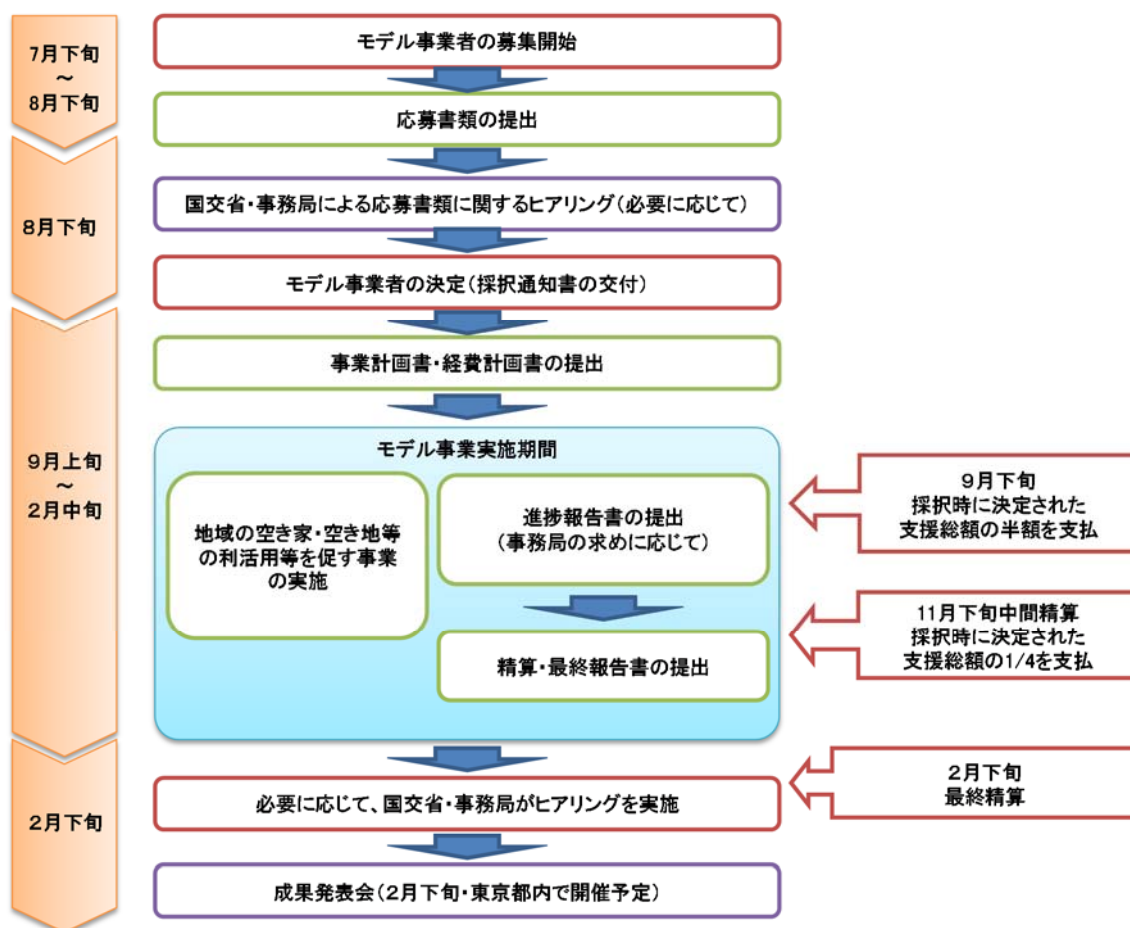 7月下旬
～
8月下旬
モデル事業者の募集開始
応募書類の提出
8月下旬
国交省・事務局による応募書類に関するヒアリング(必要に応じて)
モデル事業者の決定(採択通知書の交付)
9月上旬
～
2月中旬
事業計画書・経費計画書の提出
モデル事業実施期間
地域の空き家・空き地等
の利活用等を促す事業
の実施
進捗報告書の提出
(事務局の求めに応じて)
精算・最終報告書の提出
9月下旬
採択時に決定された
支援総額の半額を支払
11月下旬中間精算
採択時に決定された
支援総額の1/4を支払
2月下旬
必要に応じて、国交省・事務局がヒアリングを実施
2月下旬
最終精算
成果発表会(2月下旬・東京都内で開催予定)